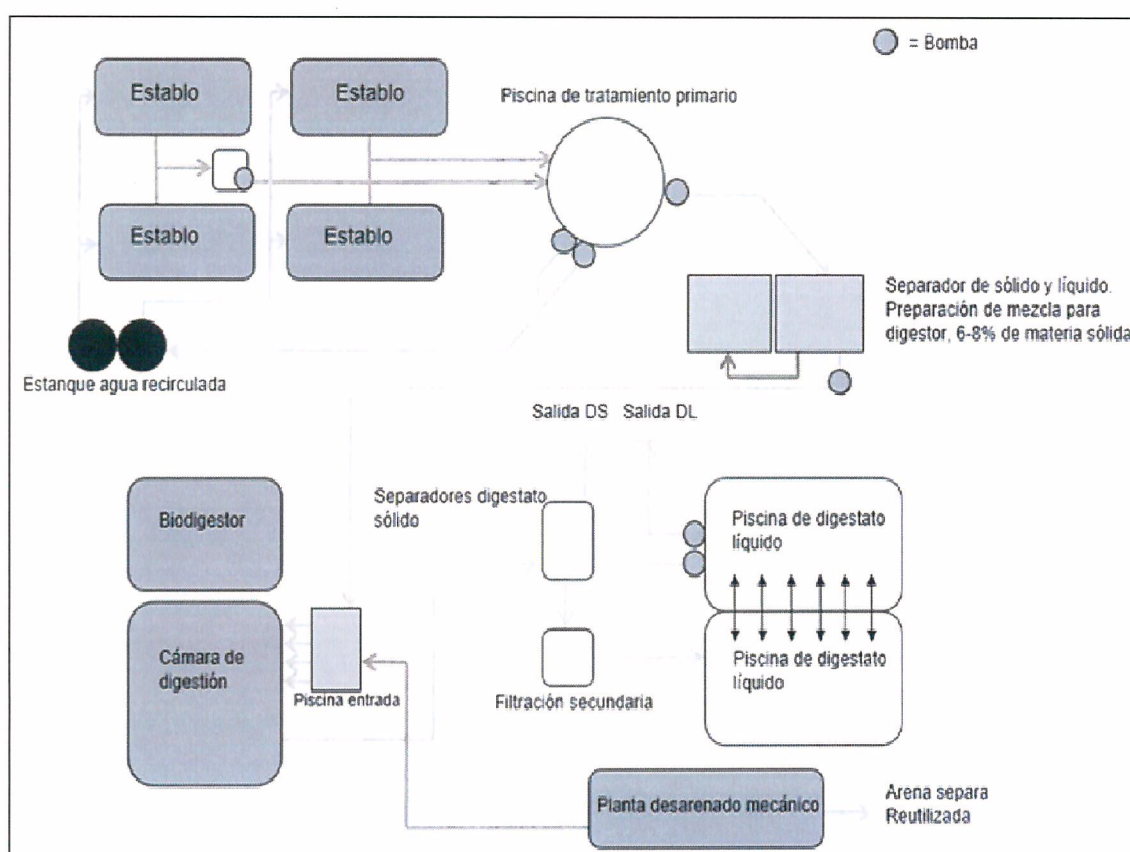 = Bomba
Establo
Establo
Piscina de tratamiento primario
Establo
Establo
Separador de sólido y líquido.
Preparación de mezcla para
digestor, 6-8% de materia sólida
Estanque agua recirculada
Salida DS
Salida DL
Biodigestor
Separadores digestato
sólido
Piscina de digestato
líquido
Cámara de
digestión
Piscina entrada
Filtración secundaria
Piscina de digestato
líquido
Planta desarenado mecánico
Arena separa
Reutilizada